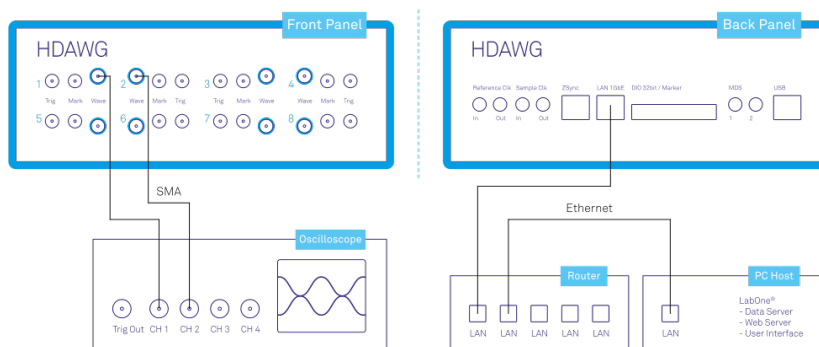 Front Panel
HDAWG
1 2 3 4
Trig Mark Wave Wave Mark Trig Trig Mark Wave Wave Mark Trig
5 6 7 8
SMA
Oscilloscope
Trig Out CH 1 CH 2 CH 3 CH 4
Back Panel
HDAWG
Reference Clk Sample Clk ZSync LAN 1GbE DIO 32bit / Marker MDS USB
In Out In Out 1 2
Ethernet
Router
LAN LAN LAN LAN LAN
PC Host
LabOne®
- Data Server
- Web Server
- User Interface
LAN